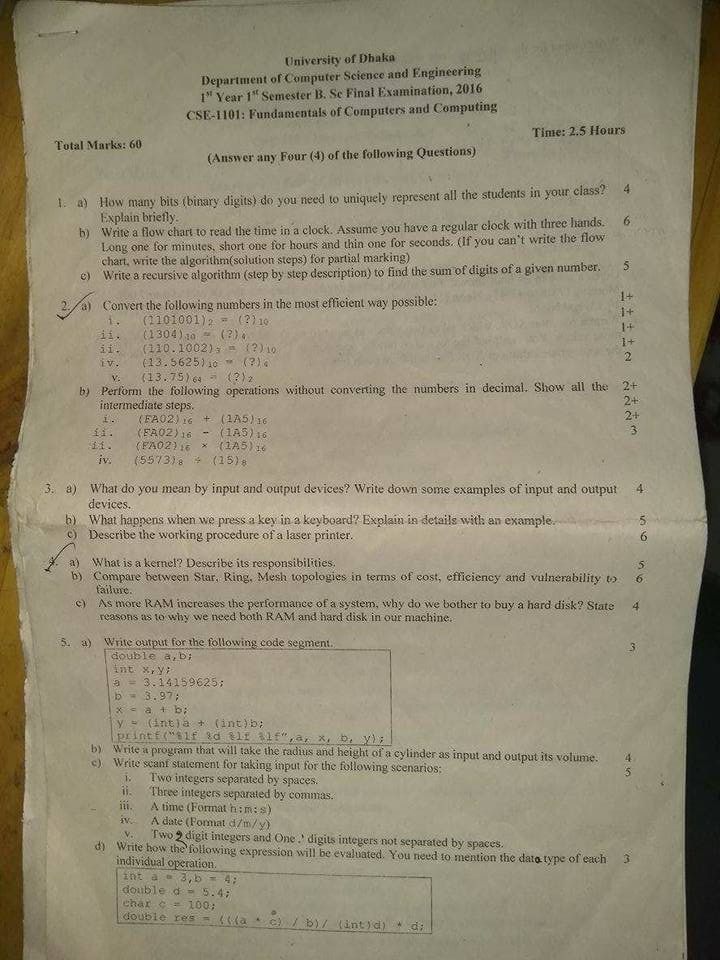 University of Dhaka
Department of Computer Science and Engineering
1st Year 1st Semester B. Sc Final Examination, 2016
CSE-1101: Fundamentals of Computers and Computing
Total Marks: 60 Time: 2.5 Hours
(Answer any Four (4) of the following Questions)
1. a) How many bits (binary digits) do you need to uniquely represent all the students in your class? 4
Explain briefly.
b) Write a flow chart to read the time in a clock. Assume you have a regular clock with three hands. 6
Long one for minutes, short one for hours and thin one for seconds. (If you can't write the flow
chart, write the algorithm(solution steps) for partial marking)
c) Write a recursive algorithm (step by step description) to find the sum of digits of a given number. 5
2. a) Convert the following numbers in the most efficient way possible: 1+
i. (1101001)2 = (?)10 1+
ii. (1304)10 = (?)4 1+
ii. (110.1002)3 = (?)10 1+
iv. (13.5625)10 = (?)4 2
v. (13.75)64 = (?)2
b) Perform the following operations without converting the numbers in decimal. Show all the 2+
intermediate steps. 2+
i. (FA02)16 + (1A5)16 2+
ii. (FA02)16 - (1A5)16 3
ii. (FA02)16 × (1A5)16
iv. (5573)8 ÷ (15)8
3. a) What do you mean by input and output devices? Write down some examples of input and output 4
devices.
b) What happens when we press a key in a keyboard? Explain in details with an example. 5
c) Describe the working procedure of a laser printer. 6
4. a) What is a kernel? Describe its responsibilities. 5
b) Compare between Star, Ring, Mesh topologies in terms of cost, efficiency and vulnerability to 6
failure.
c) As more RAM increases the performance of a system, why do we bother to buy a hard disk? State 4
reasons as to why we need both RAM and hard disk in our machine.
5. a) Write output for the following code segment. 3
double a,b;
int x,y;
a = 3.14159625;
b = 3.97;
x = a + b;
y = (int)a + (int)b;
printf("%lf %d %lf %lf",a, x, b, y);
b) Write a program that will take the radius and height of a cylinder as input and output its volume. 4
c) Write scanf statement for taking input for the following scenarios: 5
i. Two integers separated by spaces.
ii. Three integers separated by commas.
iii. A time (Format h:m:s)
iv. A date (Format d/m/y)
v. Two 2 digit integers and One digits integers not separated by spaces.
d) Write how the following expression will be evaluated. You need to mention the data type of each 3
individual operation.
int a = 3,b = 4;
double d = 5.4;
char c = 100;
double res = (((a * c) / b)/ (int)d) * d;